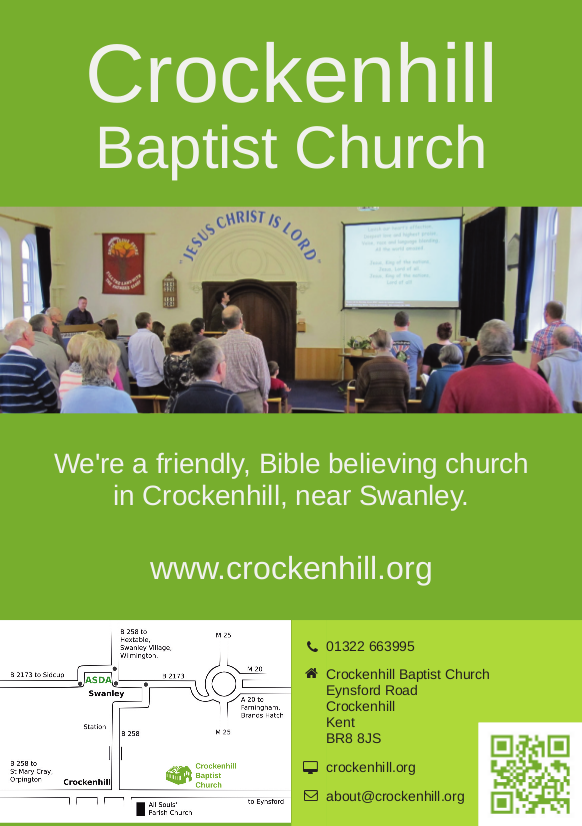 Crockenhill
Baptist Church
"JESUS CHRIST IS LORD"
We're a friendly, Bible believing church
in Crockenhill, near Swanley.
www.crockenhill.org
B 258 to
Hextable,
Swanley Village,
Wilmington.
M 25
B 2173 to Sidcup
ASDA
B 2173
M 20
Swanley
A 20 to
Farningham,
Brands Hatch
Station
B 258
M 25
B 258 to
St Mary Cray,
Orpington
Crockenhill
Crockenhill
Baptist
Church
All Souls'
Parish Church
to Eynsford
01322 663995
Crockenhill Baptist Church
Eynsford Road
Crockenhill
Kent
BR8 8JS
crockenhill.org
about@crockenhill.org